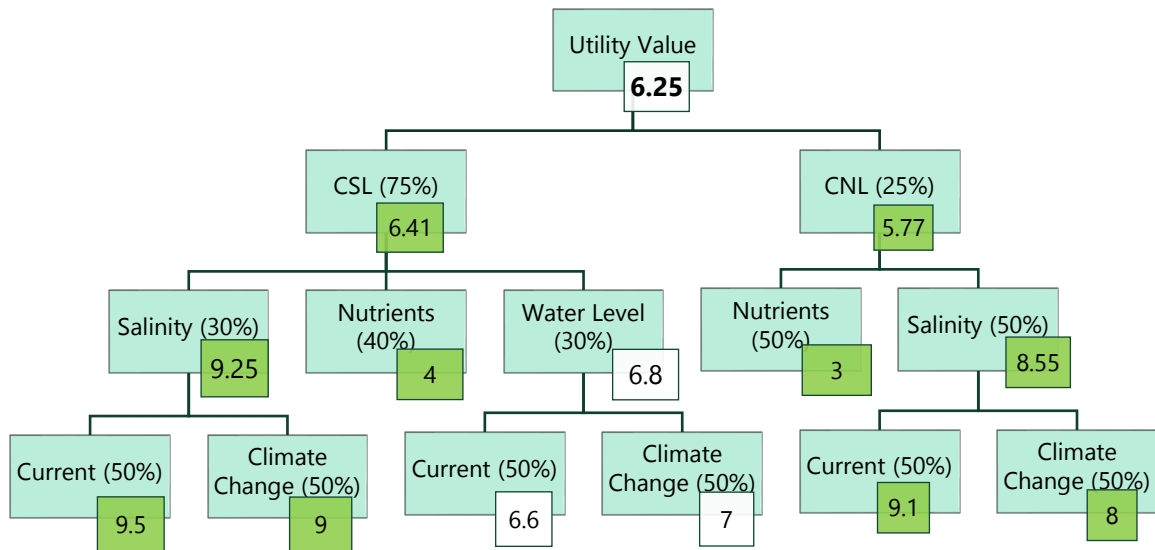 Utility Value
6.25
CSL (75%)
6.41
CNL (25%)
5.77
Salinity (30%)
9.25
Nutrients
(40%)
4
Water Level
(30%)
6.8
Nutrients
(50%)
3
Salinity (50%)
8.55
Current (50%)
9.5
Climate
Change (50%)
9
Current (50%)
6.6
Climate
Change (50%)
7
Current (50%)
9.1
Climate
Change (50%)
8